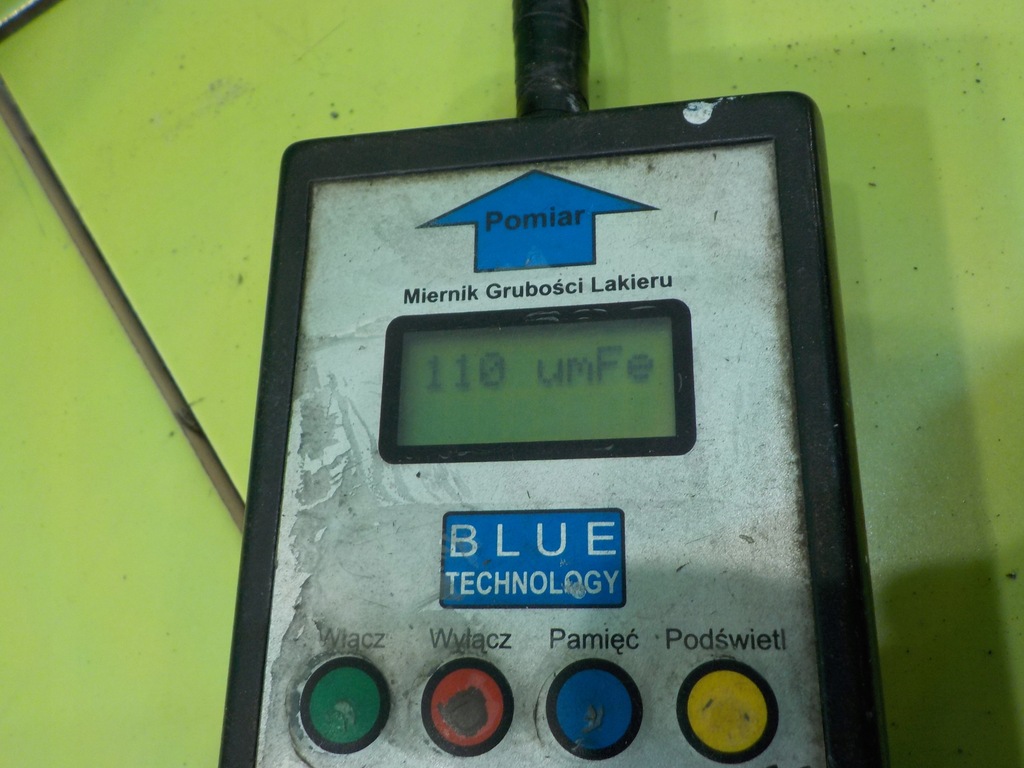 Pomiar
Miernik Grubości Lakieru
110 umFe
BLUE
TECHNOLOGY
Włącz Wyłącz Pamięć Podświetl